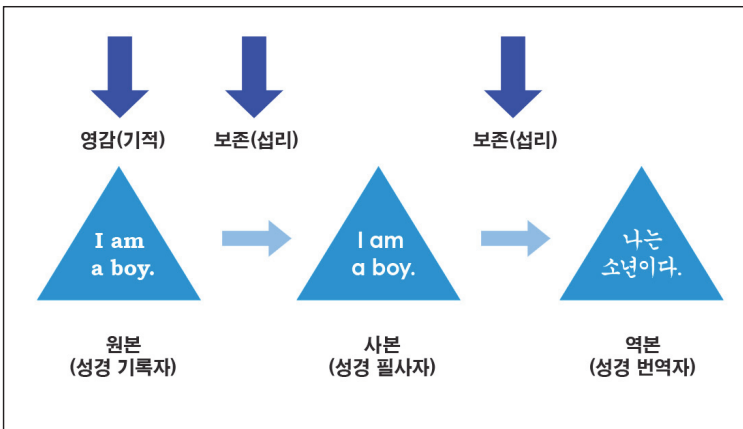 영감(기적)
보존(섭리)
보존(섭리)
I am
a boy.
I am
a boy.
나는
소년이다.
원본
(성경 기록자)
사본
(성경 필사자)
역본
(성경 번역자)